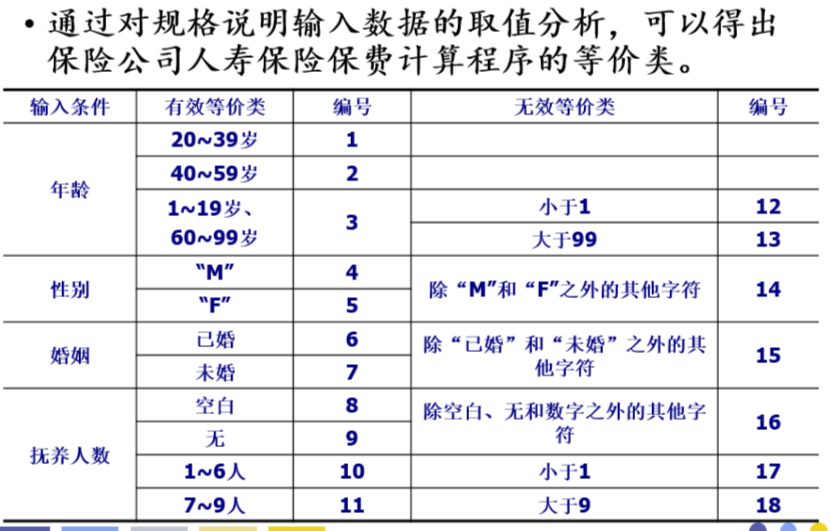 • 通过对规格说明输入数据的取值分析，可以得出
保险公司人寿保险保费计算程序的等价类。
输入条件 有效等价类 编号 无效等价类 编号
年龄 20~39岁 1
40~59岁 2
1~19岁、
60~99岁 3 小于1 12
大于99 13
性别 “M” 4 除“M”和“F”之外的其他字符 14
“F” 5
婚姻 已婚 6 除“已婚”和“未婚”之外的其
他字符 15
未婚 7
抚养人数 空白 8 除空白、无和数字之外的其他字
符 16
无 9
1~6人 10 小于1 17
7~9人 11 大于9 18